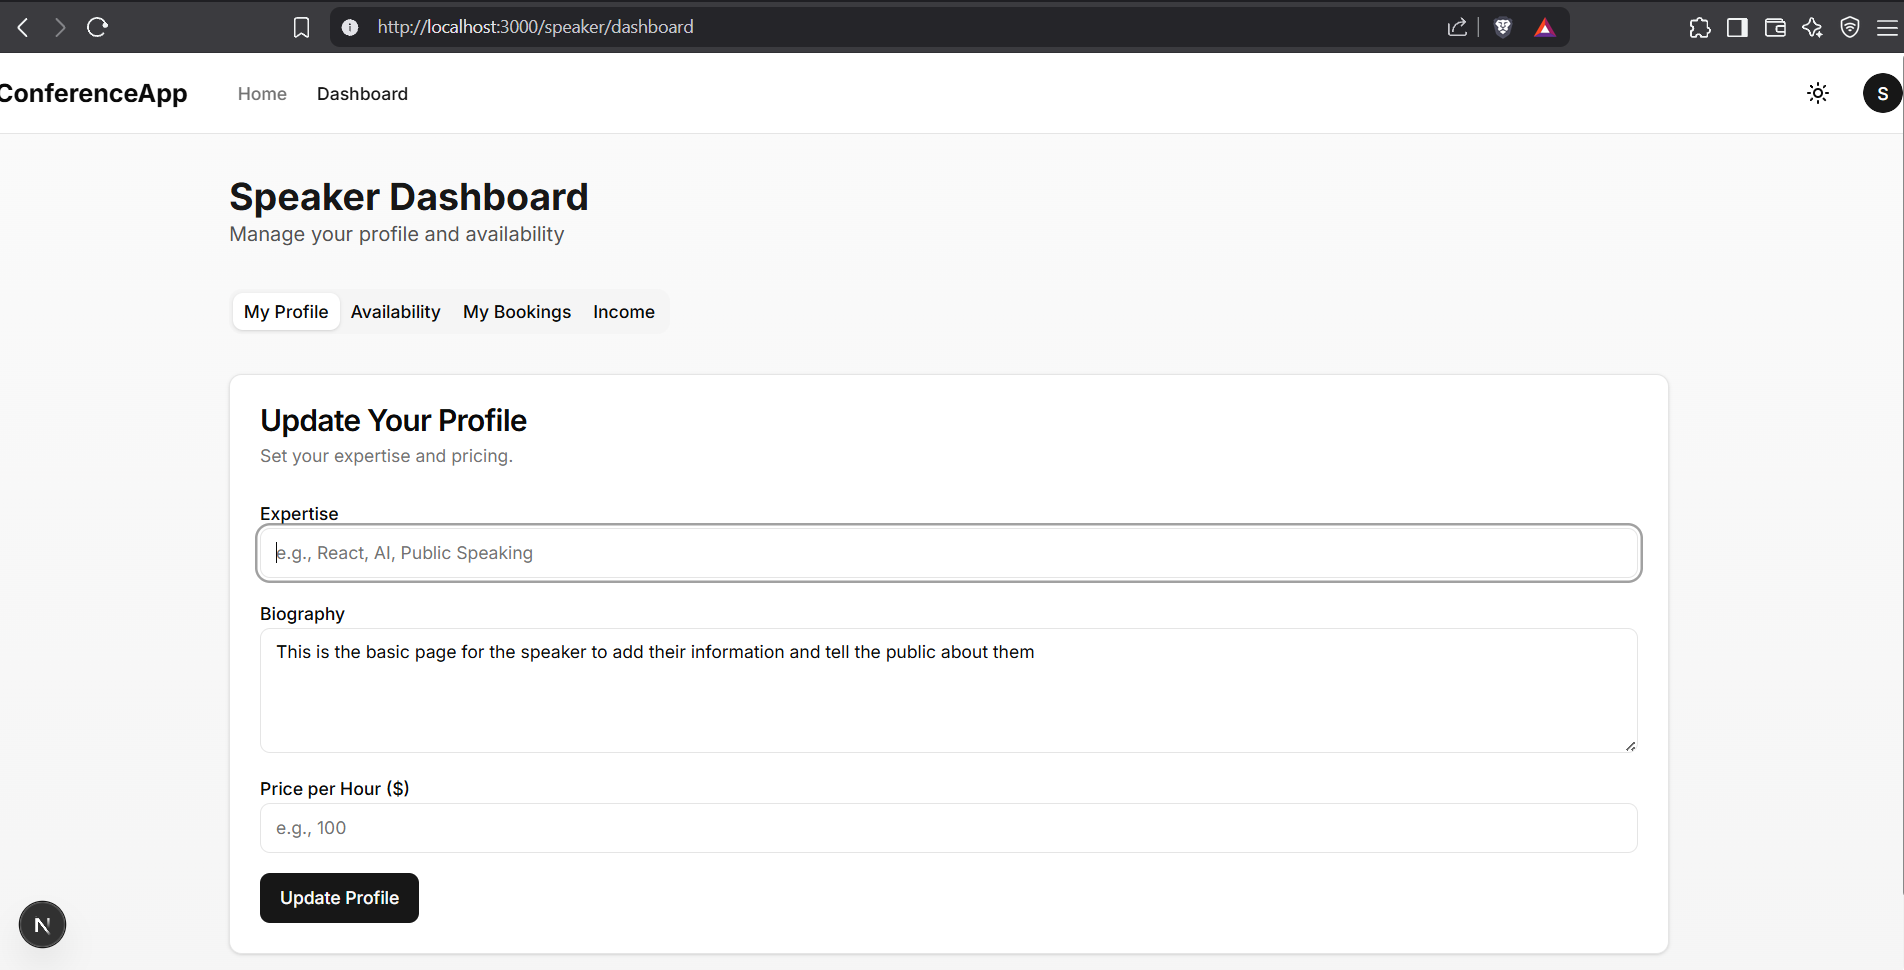 http://localhost:3000/speaker/dashboard
ConferenceApp
Home
Dashboard
S
Speaker Dashboard
Manage your profile and availability
My Profile
Availability
My Bookings
Income
Update Your Profile
Set your expertise and pricing.
Expertise
e.g., React, AI, Public Speaking
Biography
This is the basic page for the speaker to add their information and tell the public about them
Price per Hour ($)
e.g., 100
Update Profile
N